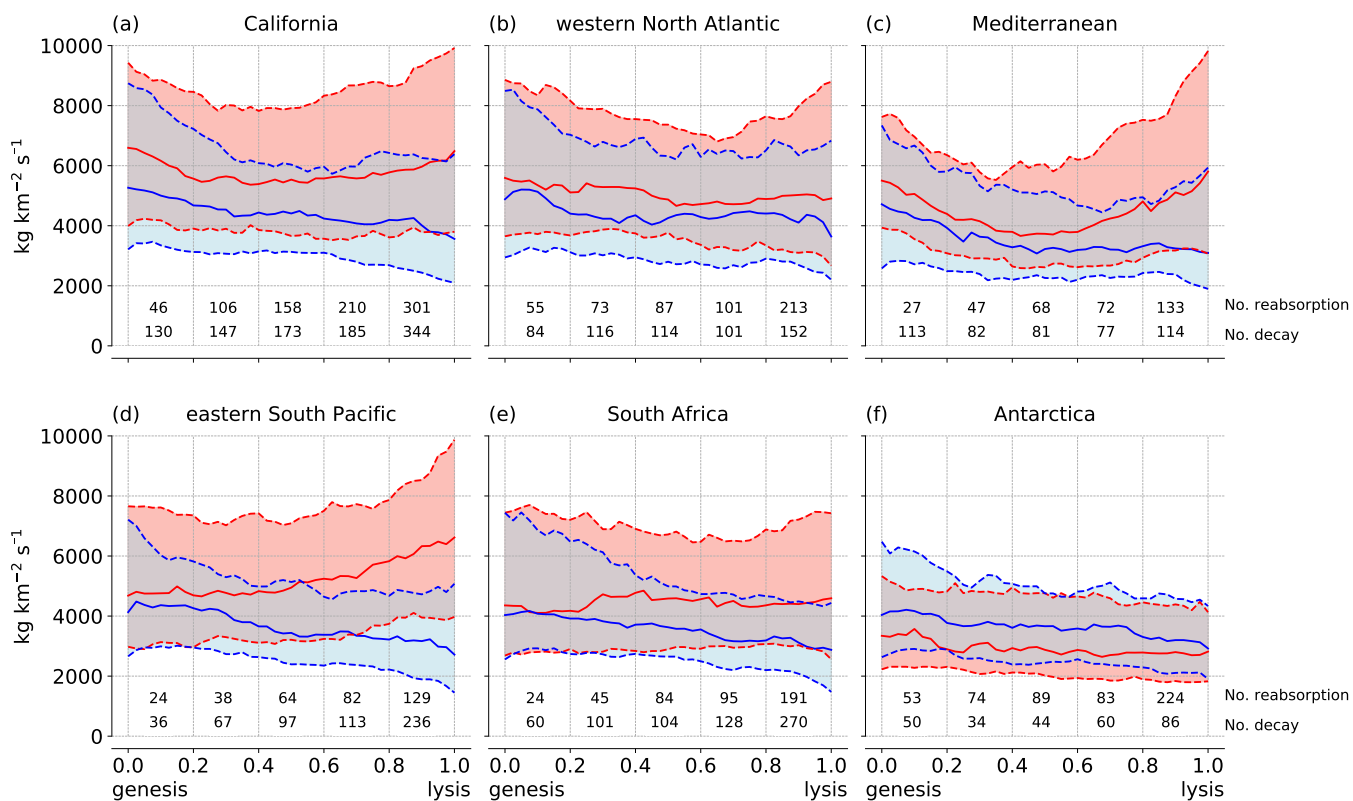 (a) California (b) western North Atlantic (c) Mediterranean
10000
8000
6000
4000
2000
0
kg km−2 s−1
46 106 158 210 301 55 73 87 101 213 27 47 68 72 133 No. reabsorption
130 147 173 185 344 84 116 114 101 152 113 82 81 77 114 No. decay
(d) eastern South Pacific (e) South Africa (f) Antarctica
10000
8000
6000
4000
2000
0
kg km−2 s−1
24 38 64 82 129 24 45 84 95 191 53 74 89 83 224 No. reabsorption
36 67 97 113 236 60 101 104 128 270 50 34 44 60 86 No. decay
0.0 0.2 0.4 0.6 0.8 1.0 0.0 0.2 0.4 0.6 0.8 1.0 0.0 0.2 0.4 0.6 0.8 1.0
genesis lysis genesis lysis genesis lysis